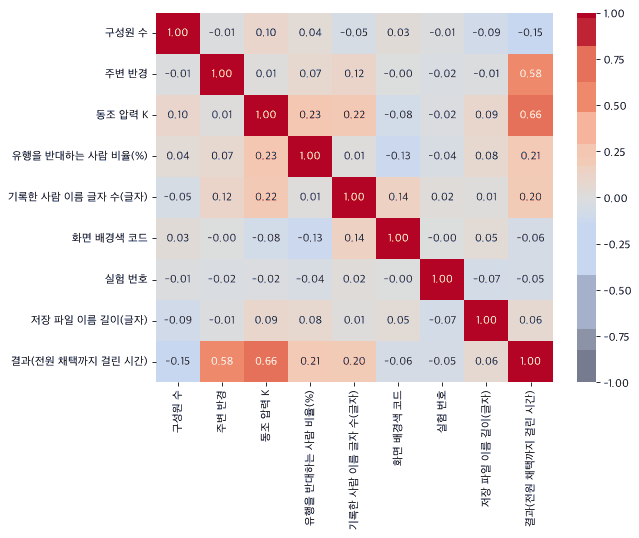 구성원 수 1.00 -0.01 0.10 0.04 -0.05 0.03 -0.01 -0.09 -0.15
주변 반경 -0.01 1.00 0.01 0.07 0.12 -0.00 -0.02 -0.01 0.58
동조 압력 K 0.10 0.01 1.00 0.23 0.22 -0.08 -0.02 0.09 0.66
유행을 반대하는 사람 비율(%) 0.04 0.07 0.23 1.00 0.01 -0.13 -0.04 0.08 0.21
기록한 사람 이름 글자 수(글자) -0.05 0.12 0.22 0.01 1.00 0.14 0.02 0.01 0.20
화면 배경색 코드 0.03 -0.00 -0.08 -0.13 0.14 1.00 -0.00 0.05 -0.06
실험 번호 -0.01 -0.02 -0.02 -0.04 0.02 -0.00 1.00 -0.07 -0.05
저장 파일 이름 길이(글자) -0.09 -0.01 0.09 0.08 0.01 0.05 -0.07 1.00 0.06
결과(전원 채택까지 걸린 시간) -0.15 0.58 0.66 0.21 0.20 -0.06 -0.05 0.06 1.00
구성원 수
주변 반경
동조 압력 K
유행을 반대하는 사람 비율(%)
기록한 사람 이름 글자 수(글자)
화면 배경색 코드
실험 번호
저장 파일 이름 길이(글자)
결과(전원 채택까지 걸린 시간)
1.00
0.75
0.50
0.25
0.00
-0.25
-0.50
-0.75
-1.00